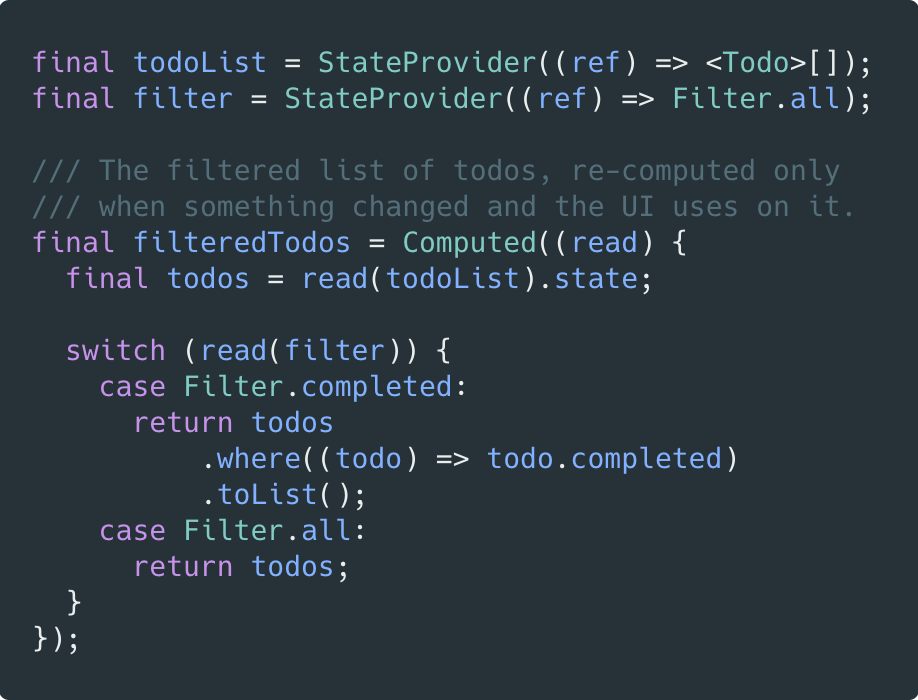 final todoList = StateProvider((ref) => <Todo>[]);
final filter = StateProvider((ref) => Filter.all);

/// The filtered list of todos, re-computed only
/// when something changed and the UI uses on it.
final filteredTodos = Computed((read) {
  final todos = read(todoList).state;

  switch (read(filter)) {
    case Filter.completed:
      return todos
          .where((todo) => todo.completed)
          .toList();
    case Filter.all:
      return todos;
  }
});